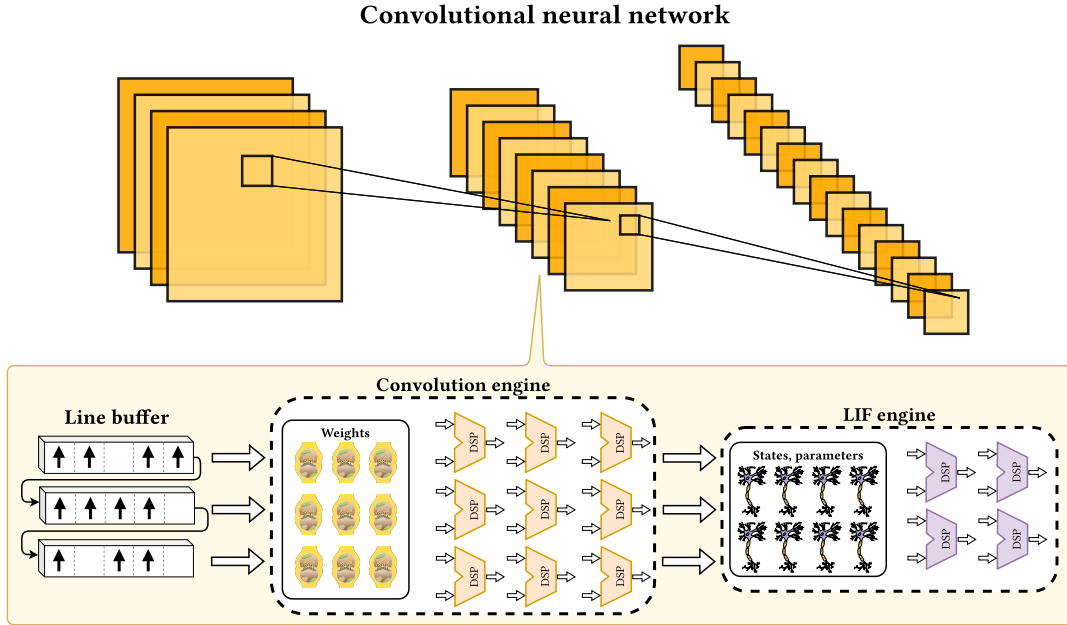 Convolutional neural network
Convolution engine
Line buffer
LIF engine
Weights
DSP
DSP
DSP
DSP
DSP
DSP
DSP
DSP
DSP
States, parameters
DSP
DSP
DSP
DSP